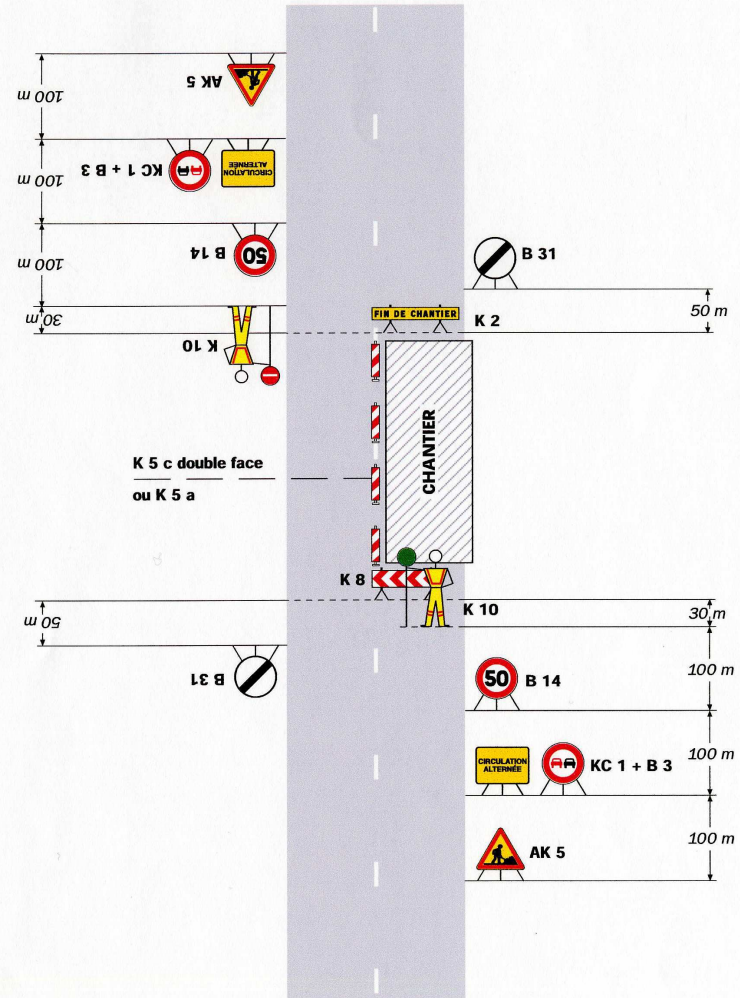 AK 5
100 m
KC 1 + B 3
CIRCULATION
ALTERNÉE
100 m
B 14
50
100 m
B 31
50 m
30 m
FIN DE CHANTIER
K 2
K 10
CHANTIER
K 5 c double face
ou K 5 a
K 8
K 10
30 m
50 m
B 31
50
B 14
100 m
CIRCULATION
ALTERNÉE
KC 1 + B 3
100 m
AK 5
100 m